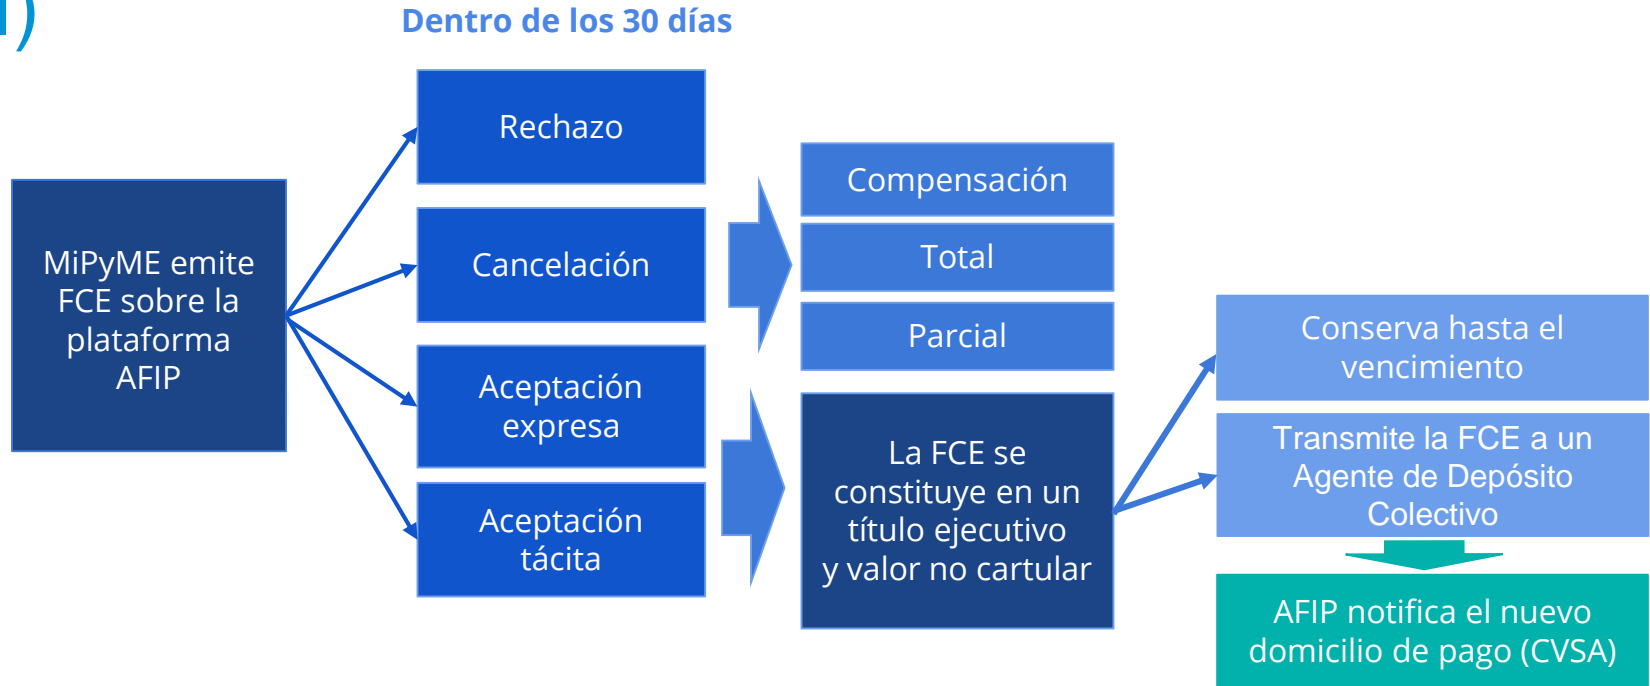 )
Dentro de los 30 días
MiPyME emite
FCE sobre la
plataforma
AFIP
Rechazo
Cancelación
Aceptación
expresa
Aceptación
tácita
Compensación
Total
Parcial
La FCE se
constituye en un
título ejecutivo
y valor no cartular
Conserva hasta el
vencimiento
Transmite la FCE a un
Agente de Depósito
Colectivo
AFIP notifica el nuevo
domicilio de pago (CVSA)